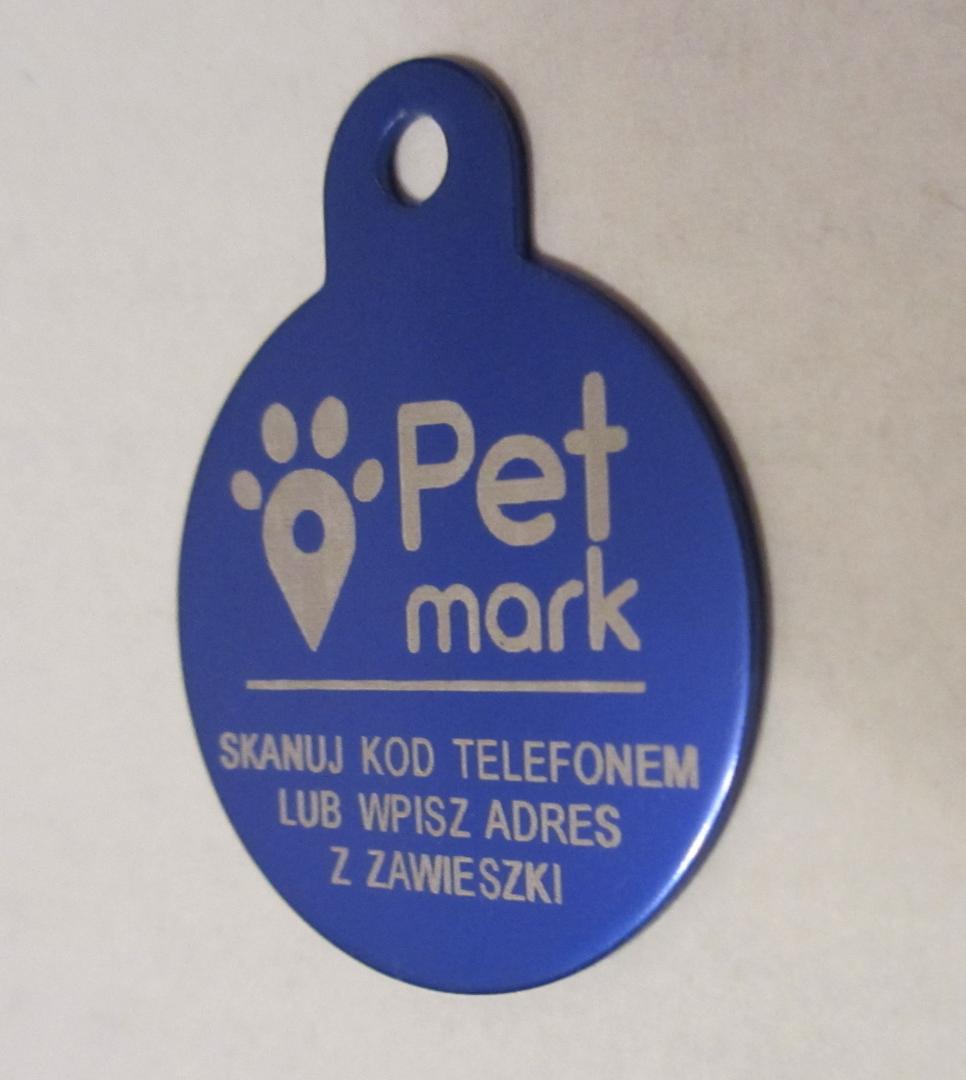 Pet
mark
SKANUJ KOD TELEFONEM
LUB WPISZ ADRES
Z ZAWIESZKI